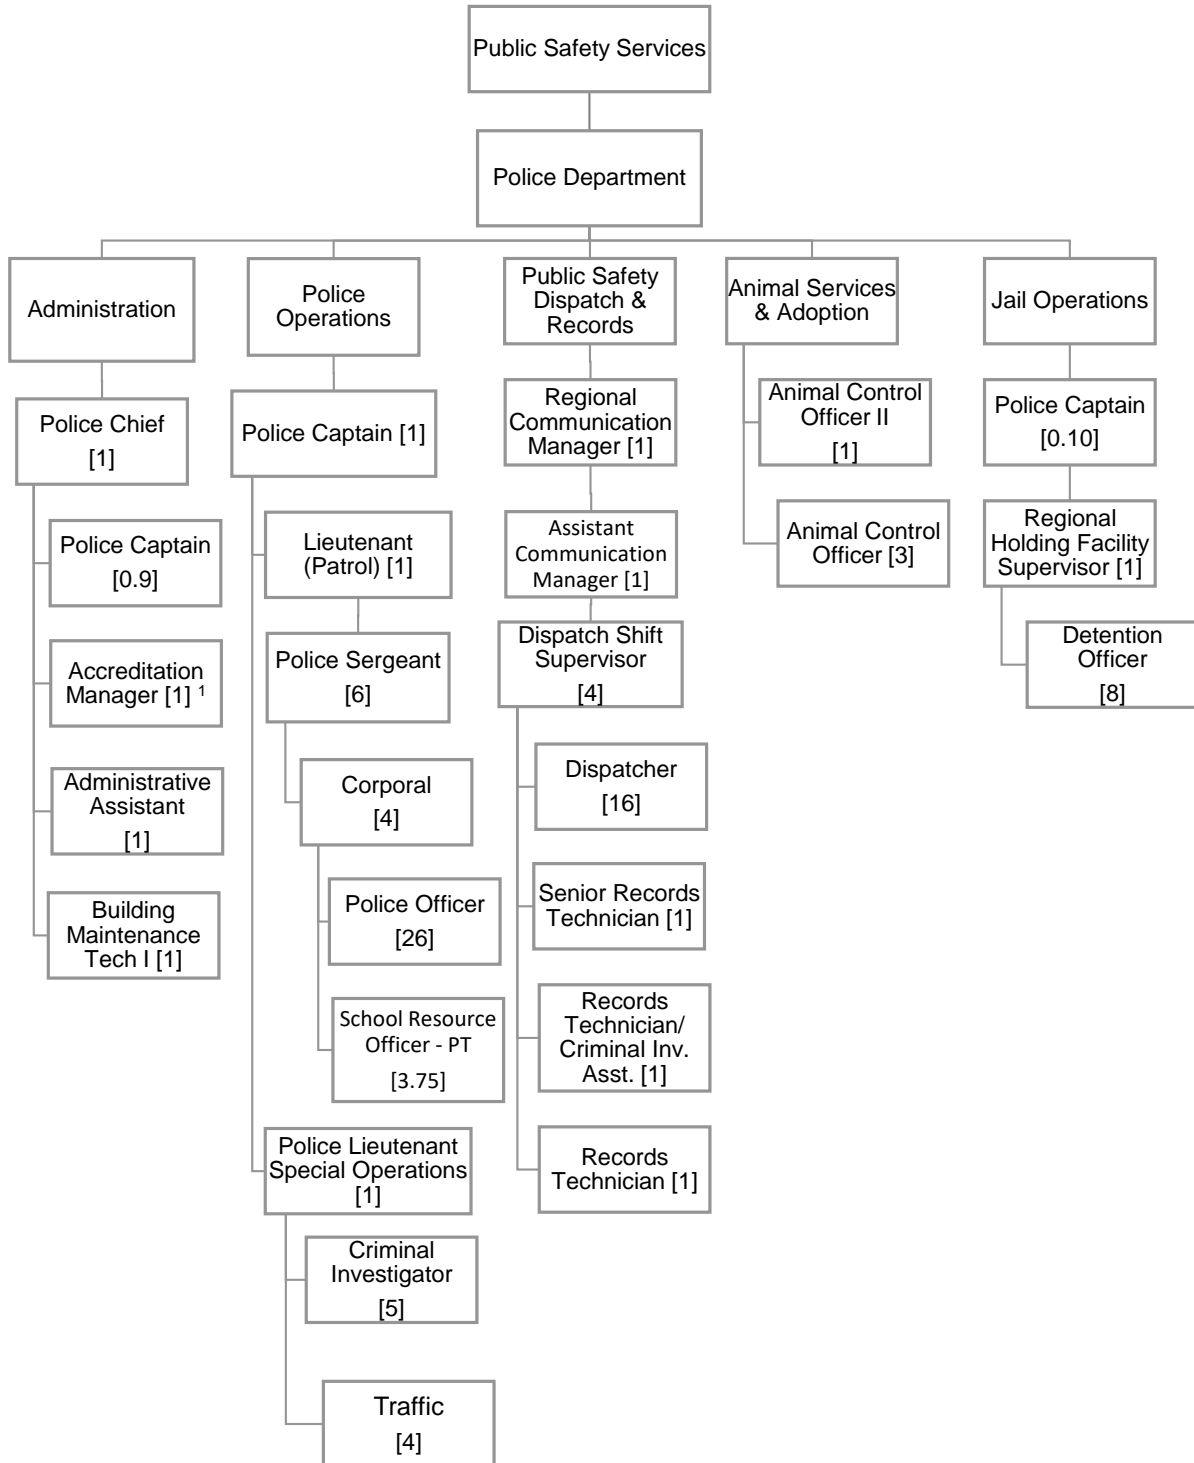 Public Safety Services
Police Department
Administration
Police Chief
[1]
Police Captain
[0.9]
Accreditation
Manager [1] ¹
Administrative
Assistant
[1]
Building
Maintenance
Tech I [1]
Police
Operations
Police Captain [1]
Lieutenant
(Patrol) [1]
Police Sergeant
[6]
Corporal
[4]
Police Officer
[26]
School Resource
Officer - PT
[3.75]
Police Lieutenant
Special Operations
[1]
Criminal
Investigator
[5]
Traffic
[4]
Public Safety
Dispatch &
Records
Regional
Communication
Manager [1]
Assistant
Communication
Manager [1]
Dispatch Shift
Supervisor
[4]
Dispatcher
[16]
Senior Records
Technician [1]
Records
Technician/
Criminal Inv.
Asst. [1]
Records
Technician [1]
Animal Services
& Adoption
Animal Control
Officer II
[1]
Animal Control
Officer [3]
Jail Operations
Police Captain
[0.10]
Regional
Holding Facility
Supervisor [1]
Detention
Officer
[8]